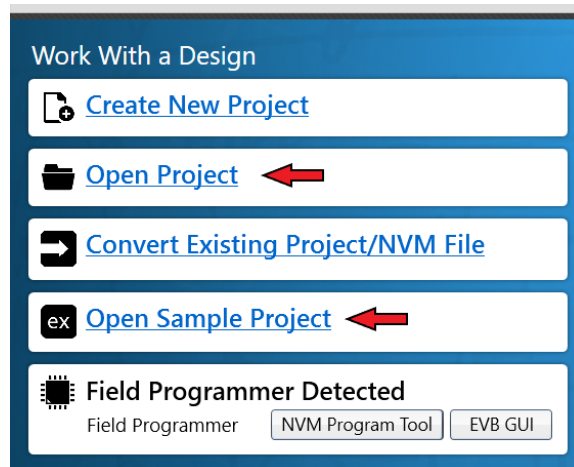 Work With a Design
Create New Project
Open Project
Convert Existing Project/NVM File
ex Open Sample Project
Field Programmer Detected
Field Programmer NVM Program Tool EVB GUI